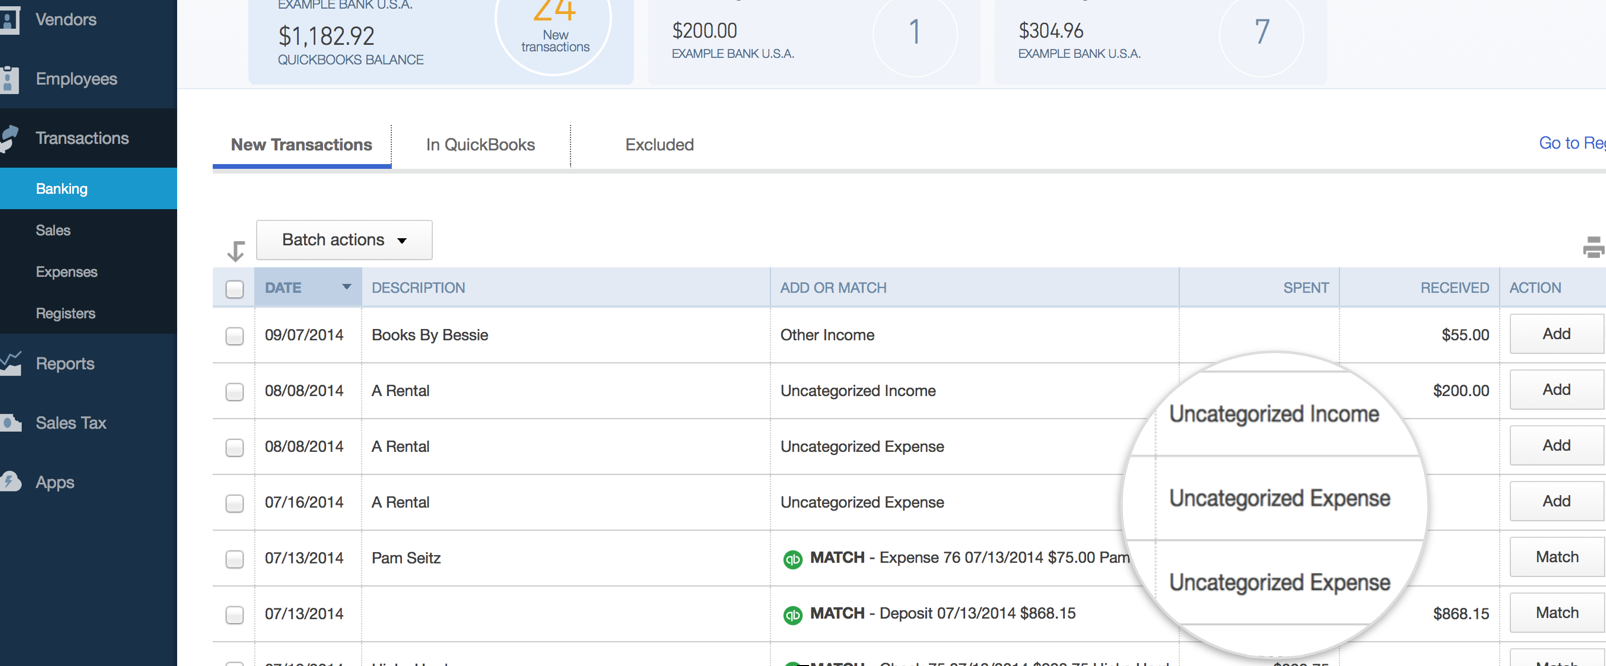 Vendors
Employees
Transactions
Banking
Sales
Expenses
Registers
Reports
Sales Tax
Apps
EXAMPLE BANK U.S.A.
$1,182.92
QUICKBOOKS BALANCE
24
New
transactions
$200.00
EXAMPLE BANK U.S.A.
1
$304.96
EXAMPLE BANK U.S.A.
7
New Transactions In QuickBooks Excluded
Go to
Batch actions
DATE DESCRIPTION ADD OR MATCH SPENT RECEIVED ACTION
09/07/2014 Books By Bessie Other Income $55.00 Add
08/08/2014 A Rental Uncategorized Income $200.00 Add
08/08/2014 A Rental Uncategorized Expense Add
07/16/2014 A Rental Uncategorized Expense Add
07/13/2014 Pam Seitz qb MATCH - Expense 76 07/13/2014 $75.00 Pam Match
07/13/2014 qb MATCH - Deposit 07/13/2014 $868.15 $868.15 Match
Uncategorized Income
Uncategorized Expense
Uncategorized Expense